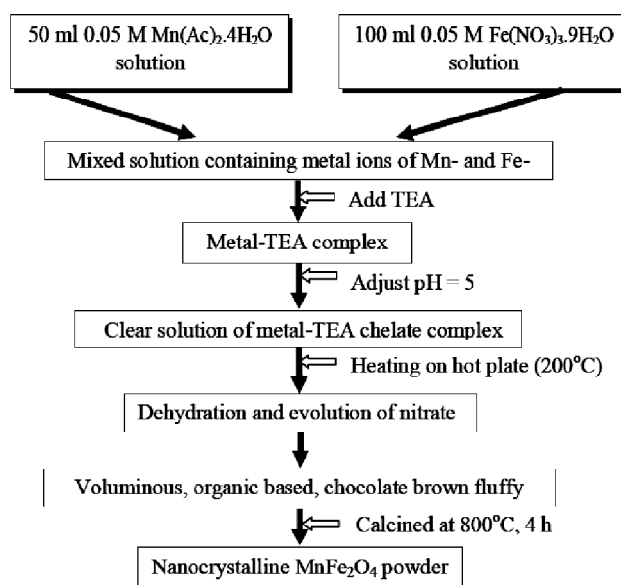 50 ml 0.05 M Mn(Ac)₂.4H₂O
solution
100 ml 0.05 M Fe(NO₃)₃.9H₂O
solution
Mixed solution containing metal ions of Mn- and Fe-
Add TEA
Metal-TEA complex
Adjust pH = 5
Clear solution of metal-TEA chelate complex
Heating on hot plate (200°C)
Dehydration and evolution of nitrate
Voluminous, organic based, chocolate brown fluffy
Calcined at 800°C, 4 h
Nanocrystalline MnFe₂O₄ powder